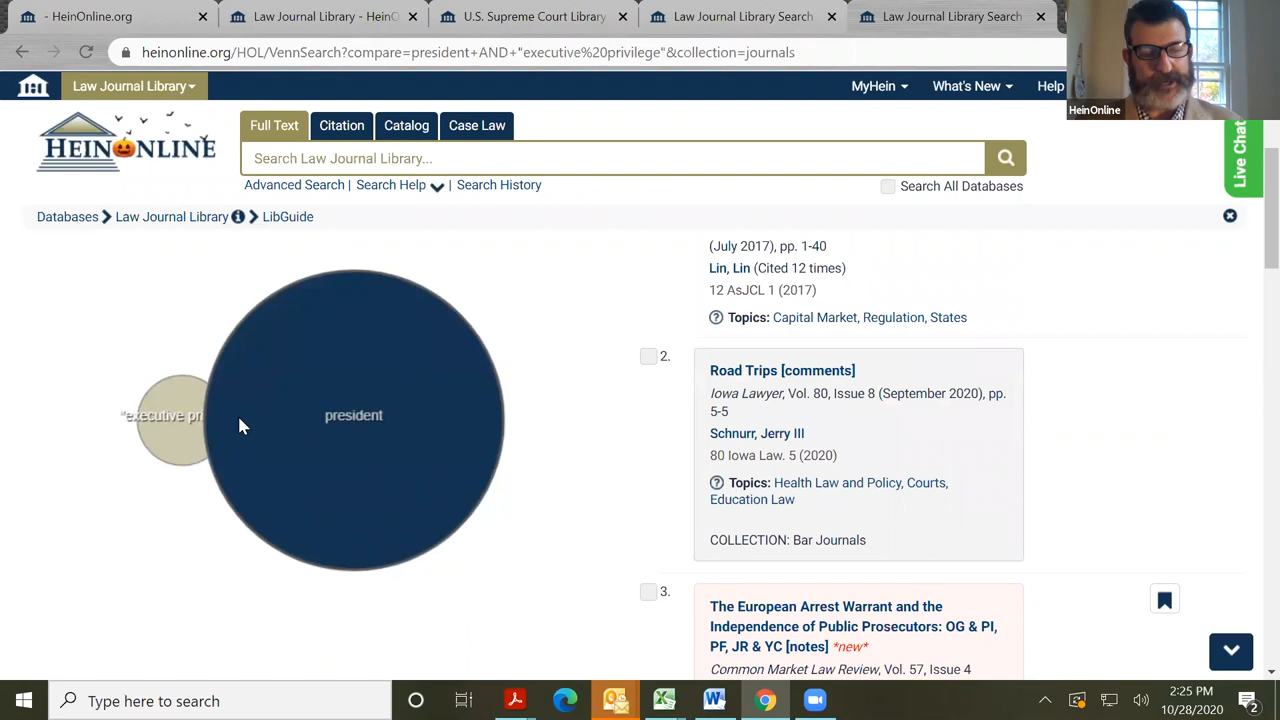 - HeinOnline.org
Law Journal Library - HeinO
U.S. Supreme Court Library
Law Journal Library Search
Law Journal Library Search
heinonline.org/HOL/VennSearch?compare=president+AND+"executive%20privilege"&collection=journals
HeinOnline
Law Journal Library
MyHein
What's New
Help
Live Chat
HEINONLINE
Full Text
Citation
Catalog
Case Law
Search Law Journal Library...
Advanced Search |
Search Help
| Search History
Search All Databases
Databases
Law Journal Library
LibGuide
"executive pri
president
(July 2017), pp. 1-40
Lin, Lin (Cited 12 times)
12 AsJCL 1 (2017)
Topics: Capital Market, Regulation, States
2.
Road Trips [comments]
Iowa Lawyer, Vol. 80, Issue 8 (September 2020), pp.
5-5
Schnurr, Jerry III
80 Iowa Law. 5 (2020)
Topics: Health Law and Policy, Courts,
Education Law
COLLECTION: Bar Journals
3.
The European Arrest Warrant and the
Independence of Public Prosecutors: OG & PI,
PF, JR & YC [notes] *new*
Common Market Law Review, Vol. 57, Issue 4
Type here to search
2:25 PM
10/28/2020
2